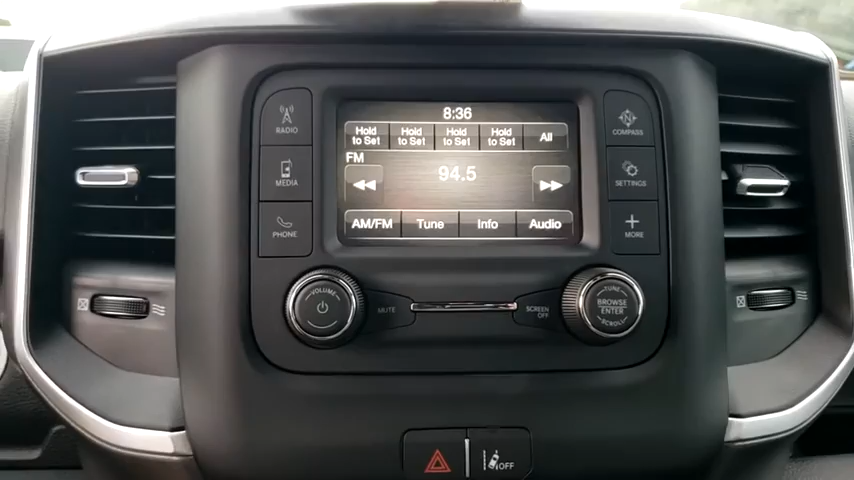 8:36
Hold to Set
Hold to Set
Hold to Set
Hold to Set
All
FM
94.5
AM/FM
Tune
Info
Audio
RADIO
MEDIA
PHONE
COMPASS
SETTINGS
MORE
VOLUME
MUTE
SCREEN OFF
TUNE
BROWSE
ENTER
SCROLL
OFF